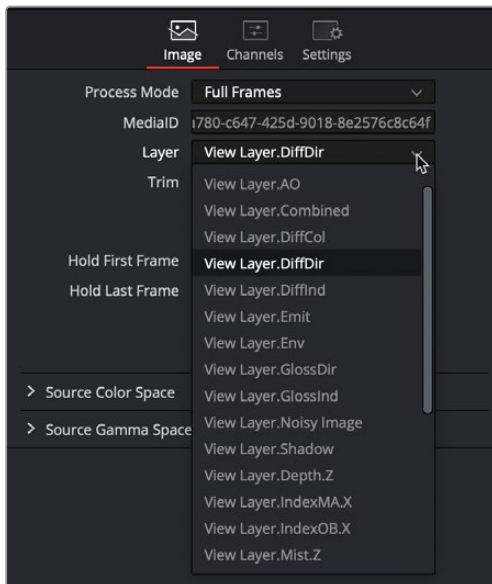 Image Channels Settings
Process Mode Full Frames
MediaID 780-c647-425d-9018-8e2576c8c64f
Layer View Layer.DiffDir
Trim View Layer.AO
View Layer.Combined
View Layer.DiffCol
Hold First Frame View Layer.DiffDir
Hold Last Frame View Layer.DiffInd
View Layer.Emit
View Layer.Env
View Layer.GlossDir
Source Color Space View Layer.GlossInd
View Layer.Noisy Image
Source Gamma Space View Layer.Shadow
View Layer.Depth.Z
View Layer.IndexMA.X
View Layer.IndexOB.X
View Layer.Mist.Z